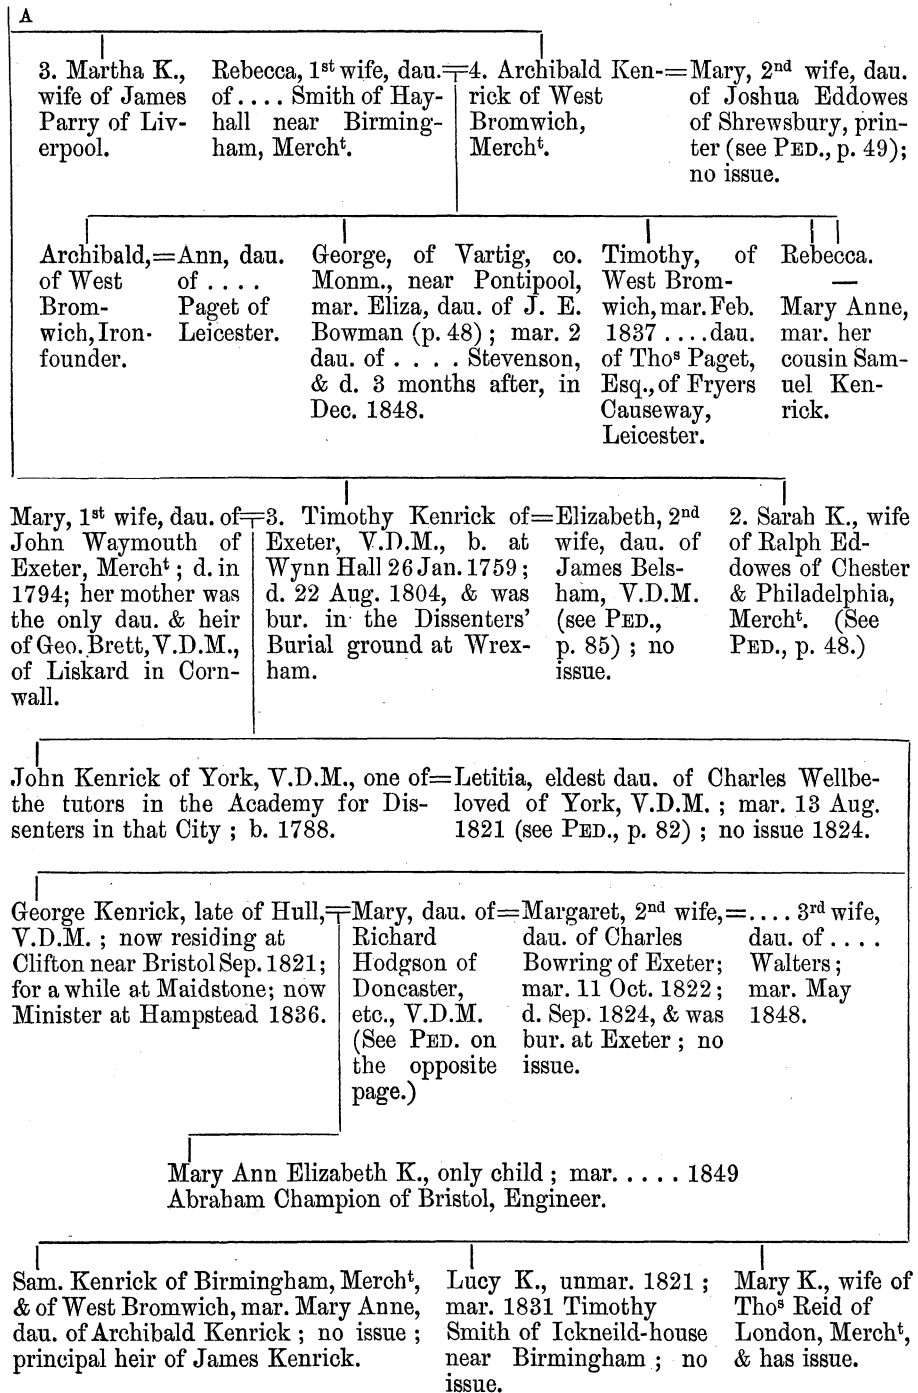 A
3. Martha K.,
wife of James
Parry of Liv-
erpool.
Rebecca, 1st wife, dau.
of.... Smith of Hay-
hall near Birming-
ham, Mercht.
4. Archibald Ken-
rick of West
Bromwich,
Mercht.
=Mary, 2nd wife, dau.
of Joshua Eddowes
of Shrewsbury, prin-
ter (see PED., p. 49);
no issue.
Archibald,=
of West
Brom-
wich, Iron-
founder.
Ann, dau.
of ....
Paget of
Leicester.
George, of Vartig, co.
Monm., near Pontipool,
mar. Eliza, dau. of J. E.
Bowman (p. 48); mar. 2
dau. of .... Stevenson,
& d. 3 months after, in
Dec. 1848.
Timothy, of
West Brom-
wich, mar. Feb.
1837 ....dau.
of Thos Paget,
Esq., of Fryers
Causeway,
Leicester.
Rebecca.
—
Mary Anne,
mar. her
cousin Sam-
uel Ken-
rick.
Mary, 1st wife, dau. of
John Waymouth of
Exeter, Mercht; d. in
1794; her mother was
the only dau. & heir
of Geo. Brett, V.D.M.,
of Liskard in Corn-
wall.
3. Timothy Kenrick of
Exeter, V.D.M., b. at
Wynn Hall 26 Jan. 1759;
d. 22 Aug. 1804, & was
bur. in the Dissenters'
Burial ground at Wrex-
ham.
=Elizabeth, 2nd
wife, dau. of
James Bels-
ham, V.D.M.
(see PED.,
p. 85); no
issue.
2. Sarah K., wife
of Ralph Ed-
dowes of Chester
& Philadelphia,
Mercht. (See
PED., p. 48.)
John Kenrick of York, V.D.M., one of=
the tutors in the Academy for Dis-
senters in that City; b. 1788.
Letitia, eldest dau. of Charles Wellbe-
loved of York, V.D.M.; mar. 13 Aug.
1821 (see PED., p. 82); no issue 1824.
George Kenrick, late of Hull,
V.D.M.; now residing at
Clifton near Bristol Sep. 1821;
for a while at Maidstone; now
Minister at Hampstead 1836.
Mary, dau. of=
Richard
Hodgson of
Doncaster,
etc., V.D.M.
(See PED. on
the opposite
page.)
Margaret, 2nd wife,=
dau. of Charles
Bowring of Exeter;
mar. 11 Oct. 1822;
d. Sep. 1824, & was
bur. at Exeter; no
issue.
.... 3rd wife,
dau. of ....
Walters;
mar. May
1848.
Mary Ann Elizabeth K., only child; mar. ..... 1849
Abraham Champion of Bristol, Engineer.
Sam. Kenrick of Birmingham, Mercht,
& of West Bromwich, mar. Mary Anne,
dau. of Archibald Kenrick; no issue;
principal heir of James Kenrick.
Lucy K., unmar. 1821;
mar. 1831 Timothy
Smith of Ickneild-house
near Birmingham; no
issue.
Mary K., wife of
Thos Reid of
London, Mercht,
& has issue.